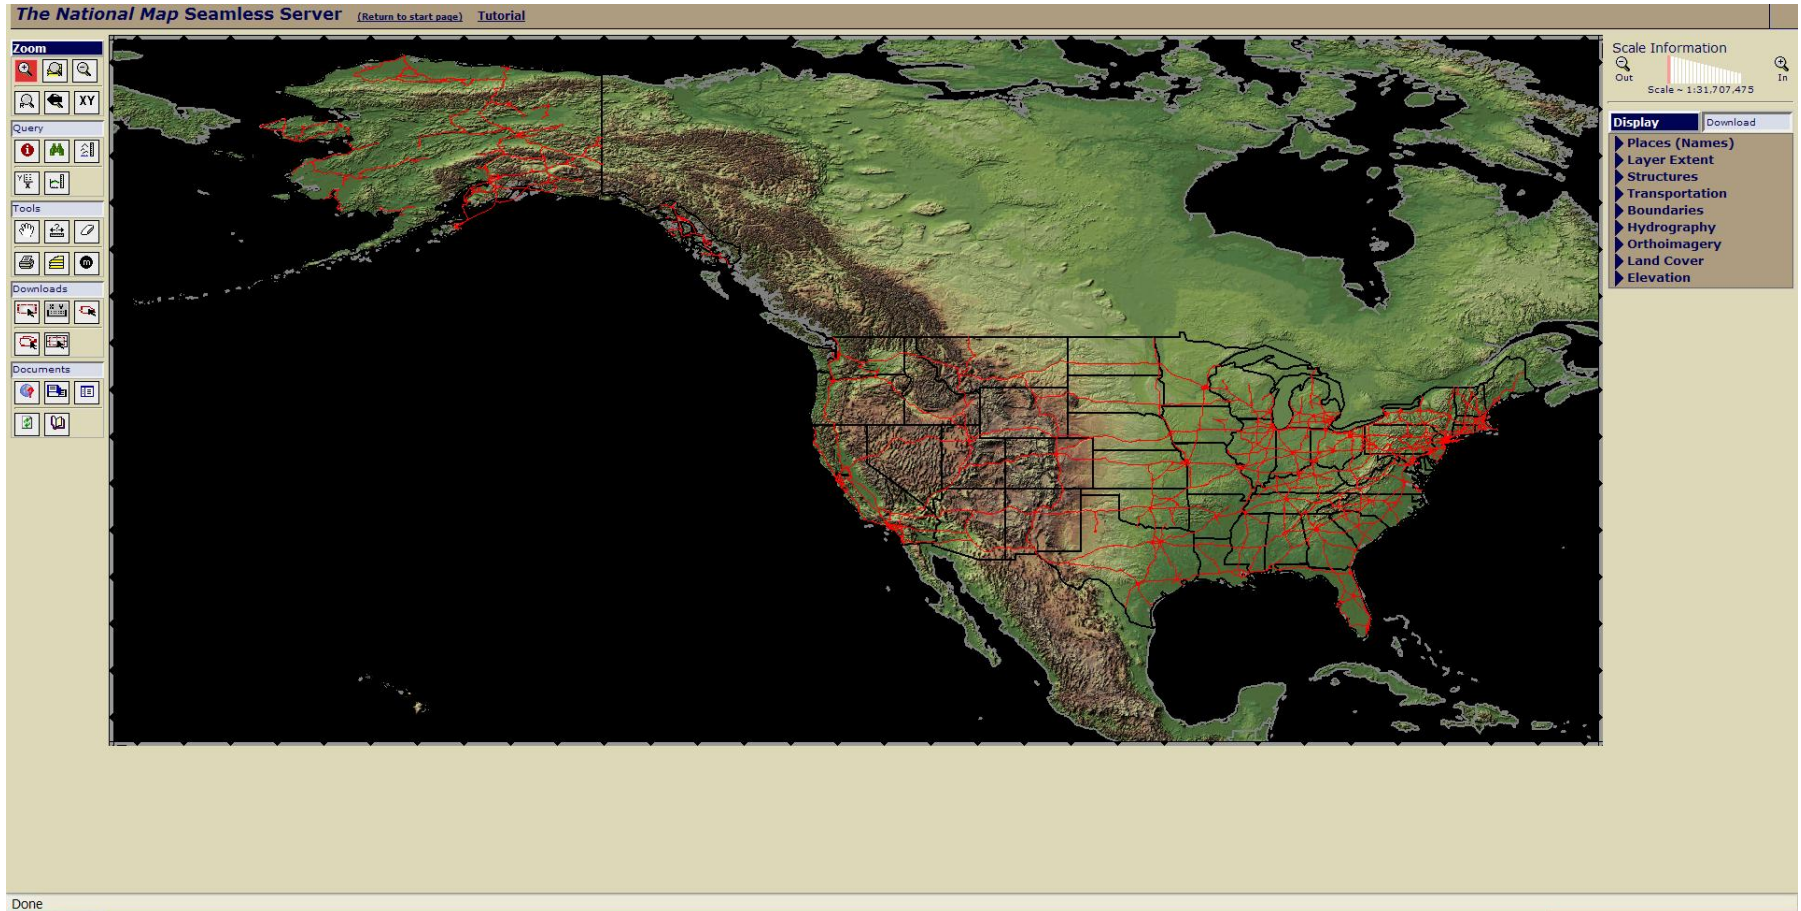 The National Map Seamless Server (Return to start page) Tutorial
Zoom
XY
Query
Tools
m
Downloads
Documents
Scale Information
Out In
Scale ~ 1:31,707,475
Display Download
Places (Names)
Layer Extent
Structures
Transportation
Boundaries
Hydrography
Orthoimagery
Land Cover
Elevation
Done